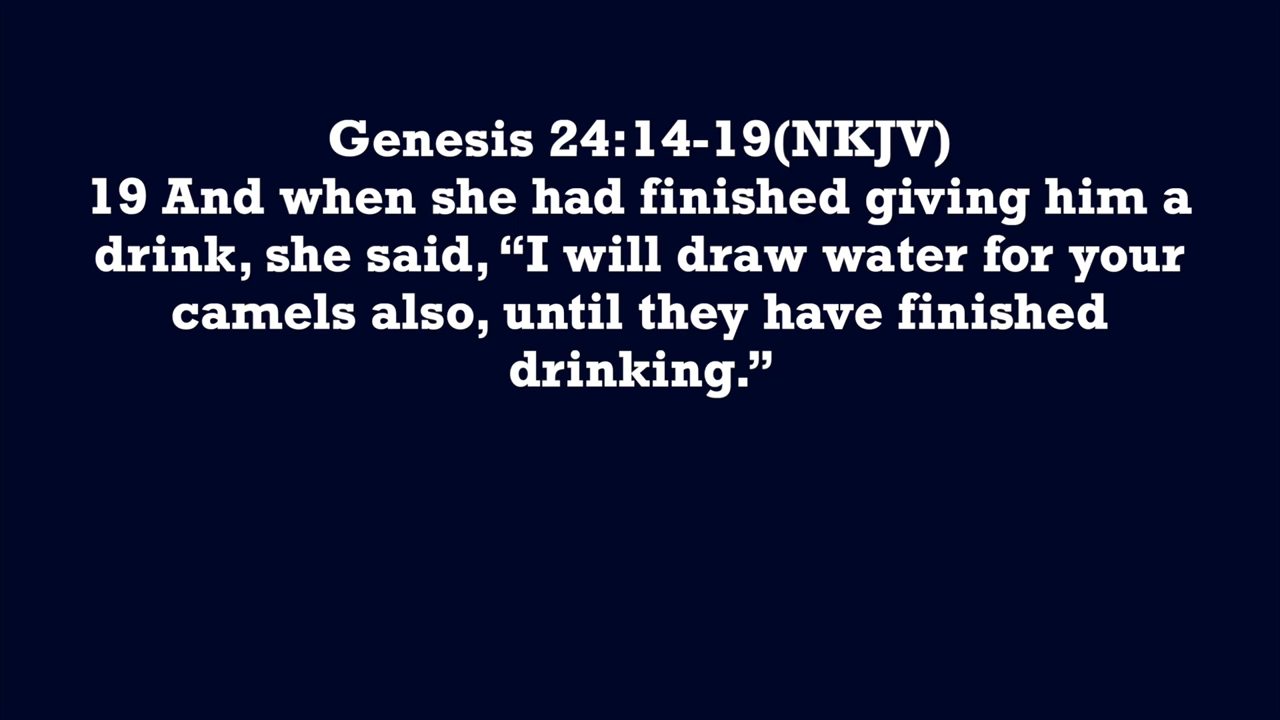 Genesis 24:14-19(NKJV)
19 And when she had finished giving him a
drink, she said, “I will draw water for your
camels also, until they have finished
drinking.”